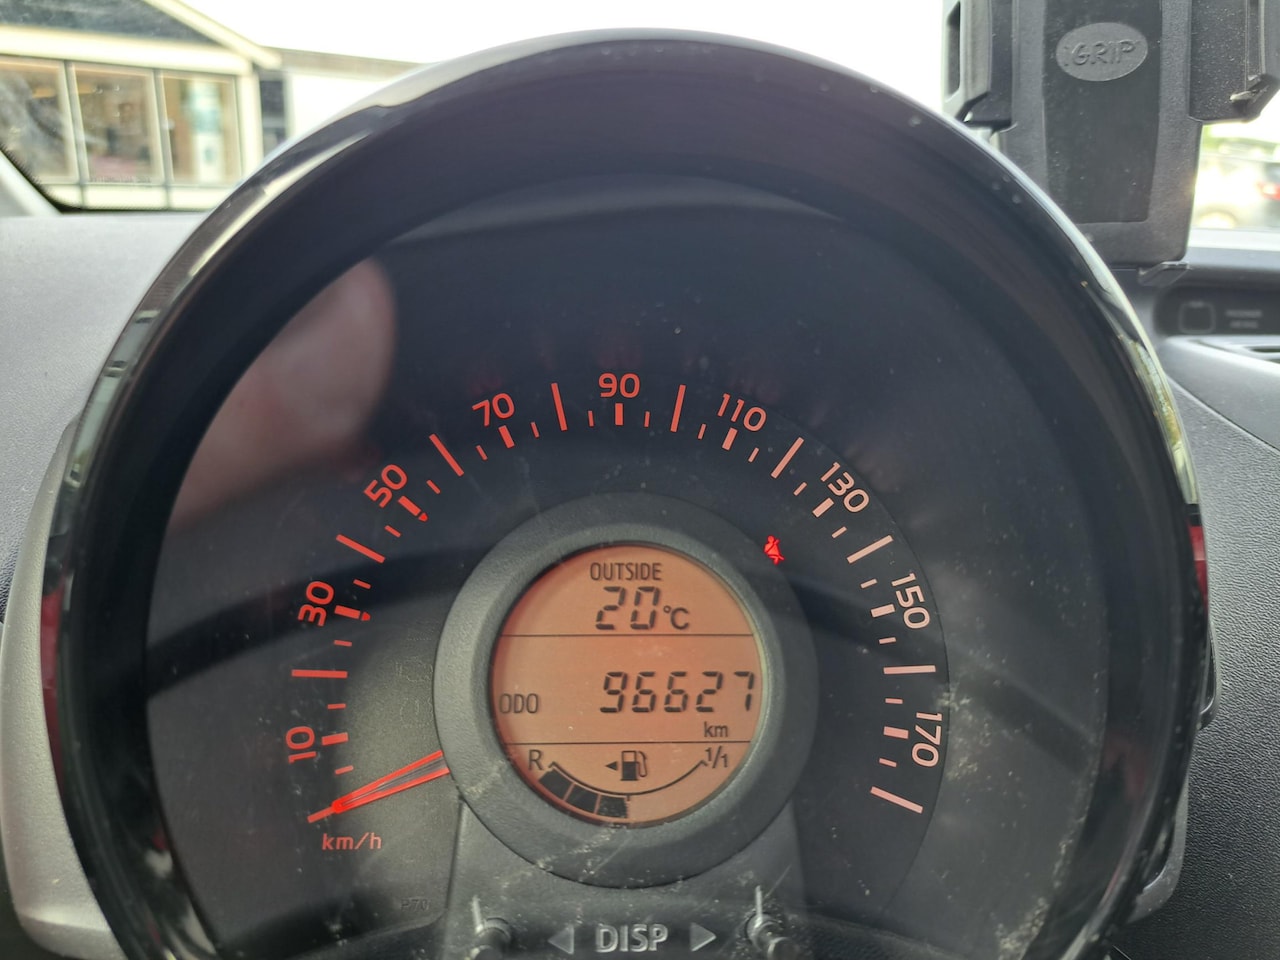 iGRIP
90
70
110
50
130
30
150
10
170
km/h
OUTSIDE
20°C
ODO 96627
km
R 1/1
DISP